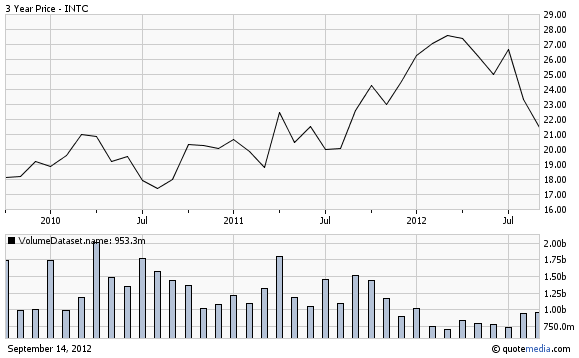 3 Year Price - INTC
29.00
28.00
27.00
26.00
25.00
24.00
23.00
22.00
21.00
20.00
19.00
18.00
17.00
16.00
2010 Jul 2011 Jul 2012 Jul
VolumeDataset.name: 953.3m
2.00b
1.50b
1.25b
1.00b
750.0m
September 14, 2012
© quotemedia.com